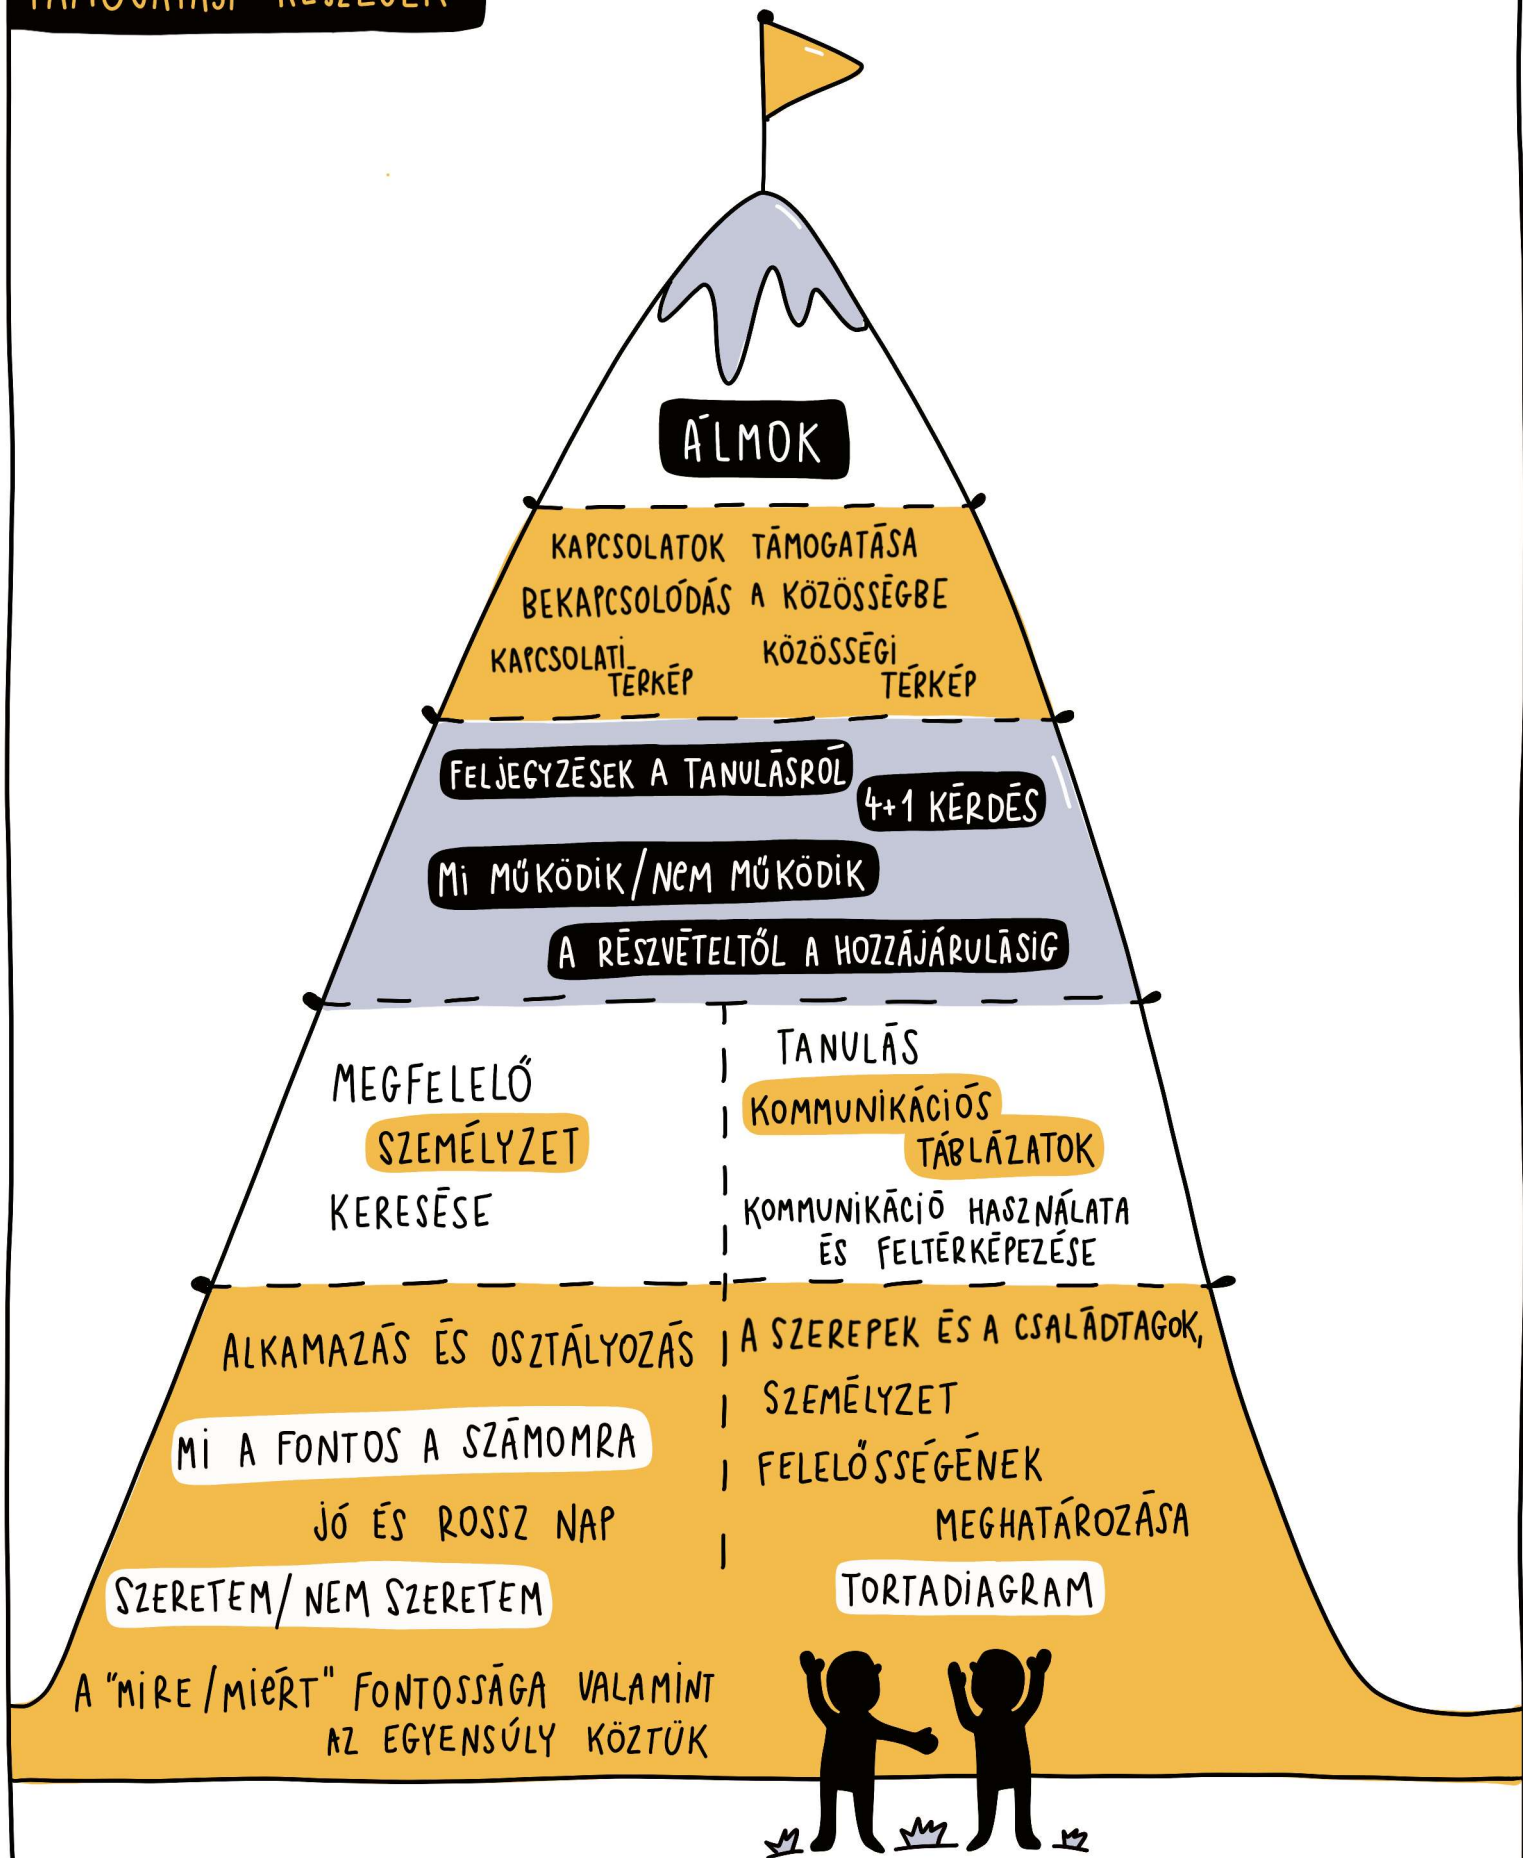 TÁMOGATÁSI KÉSZSÉGEK
ÁLMOK
KAPCSOLATOK TÁMOGATÁSA
BEKAPCSOLÓDÁS A KÖZÖSSÉGBE
KAPCSOLATI
TÉRKÉP
KÖZÖSSÉGI
TÉRKÉP
FELJEGYZÉSEK A TANULÁSRÓL
4+1 KÉRDÉS
Mi MŰKÖDiK/NeM MŰKÖDiK
A RÉSZVÉTELTŐL A HOZZÁJÁRULÁSiG
MEGFELELŐ
SZEMÉLYZET
KERESÉSE
TANULÁS
KOMMUNiKÁCiÓS
TÁBLÁZATOK
KOMMUNiKÁCiÓ HASZNÁLATA
ÉS FELTÉRKÉPEZÉSE
ALKAMAZÁS ÉS OSZTÁLYOZÁS
Mi A FONTOS A SZÁMOMRA
JÓ ÉS ROSSZ NAP
SZERETEM/NEM SZERETEM
A "MiRE/MiéRT" FONTOSSÁGA VALAMiNT
AZ EGYENSÚLY KÖZTÜK
A SZEREPEK ÉS A CSALÁDTAGOK,
SZEMÉLYZET
FELELŐSSÉGÉNEK
MEGHATÁROZÁSA
TORTADiAGRAM